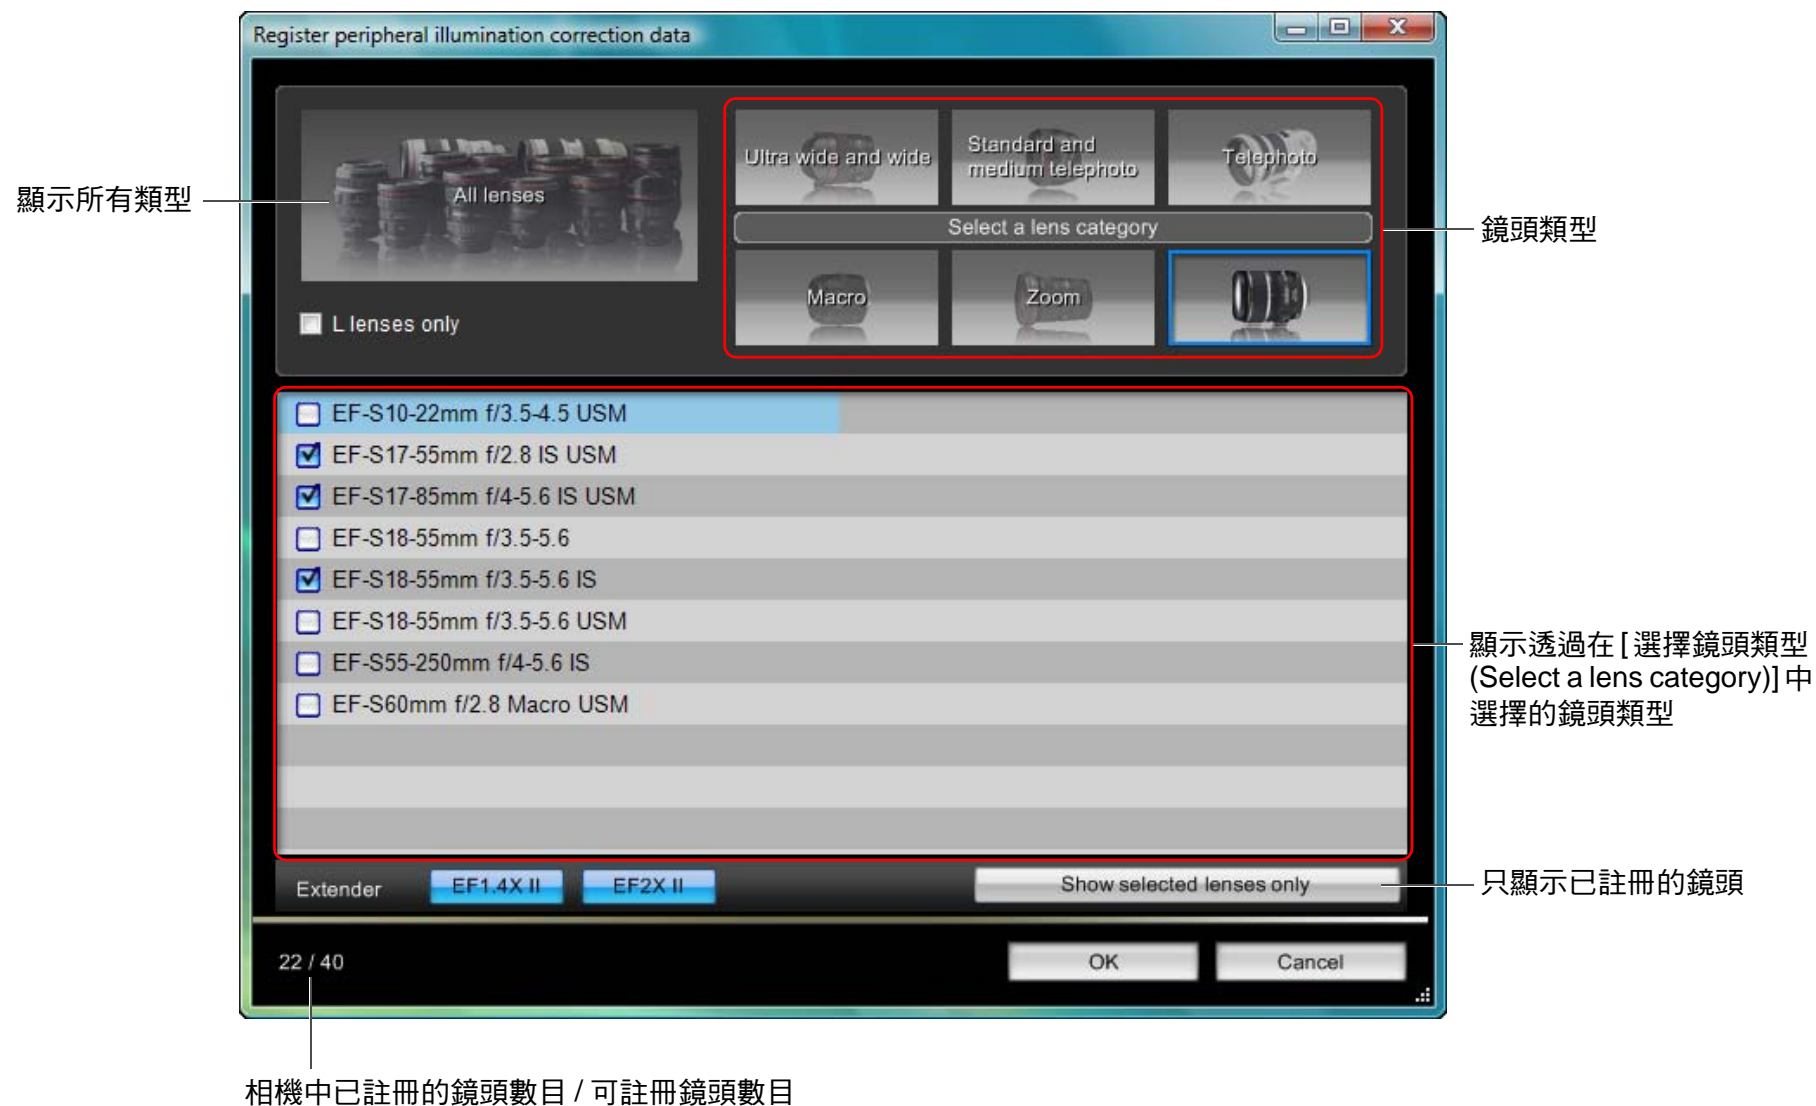 Register peripheral illumination correction data
All lenses
L lenses only
Ultra wide and wide
Standard and
medium telephoto
Telephoto
Select a lens category
Macro
Zoom
顯示所有類型
鏡頭類型
EF-S10-22mm f/3.5-4.5 USM
EF-S17-55mm f/2.8 IS USM
EF-S17-85mm f/4-5.6 IS USM
EF-S18-55mm f/3.5-5.6
EF-S18-55mm f/3.5-5.6 IS
EF-S18-55mm f/3.5-5.6 USM
EF-S55-250mm f/4-5.6 IS
EF-S60mm f/2.8 Macro USM
顯示透過在 [ 選擇鏡頭類型
(Select a lens category)] 中
選擇的鏡頭類型
Extender
EF1.4X II
EF2X II
Show selected lenses only
只顯示已註冊的鏡頭
22 / 40
OK
Cancel
相機中已註冊的鏡頭數目 / 可註冊鏡頭數目